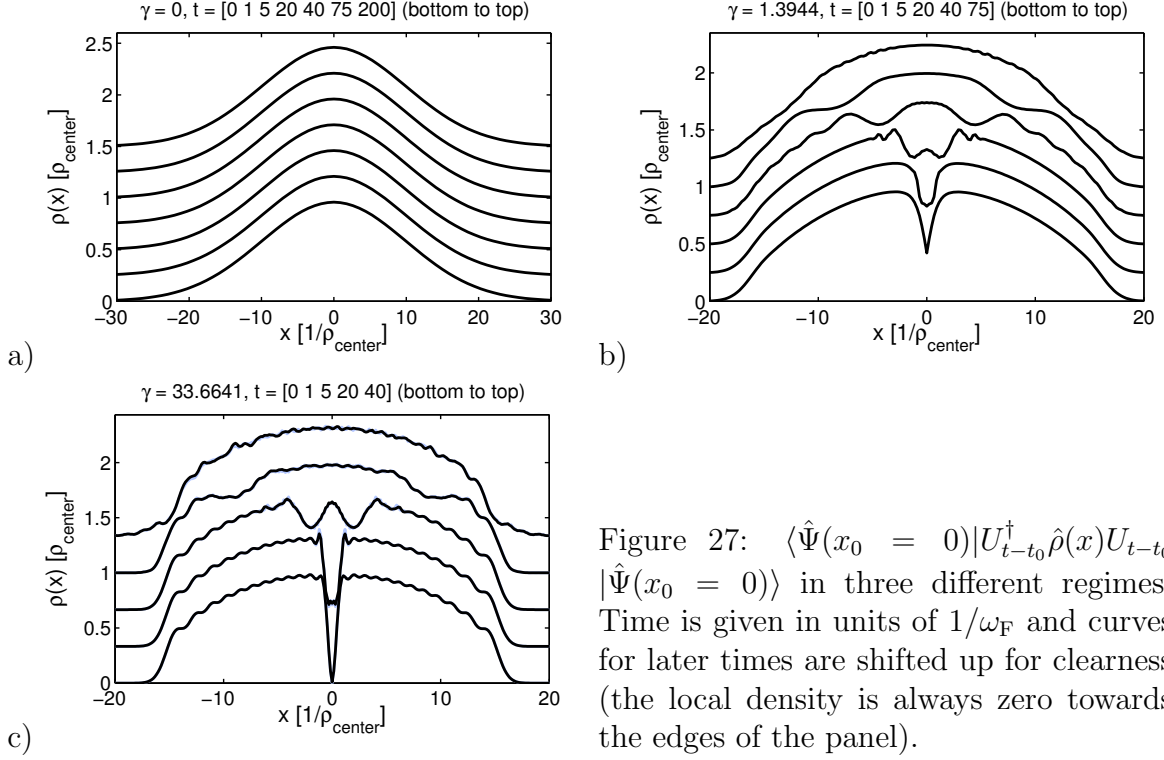 γ = 0, t = [0 1 5 20 40 75 200] (bottom to top)
2.5
2
1.5
1
0.5
0
ρ(x) [ρcenter]
−30 −20 −10 0 10 20 30
x [1/ρcenter]
a)
γ = 1.3944, t = [0 1 5 20 40 75] (bottom to top)
2
1.5
1
0.5
0
ρ(x) [ρcenter]
−20 −10 0 10 20
x [1/ρcenter]
b)
γ = 33.6641, t = [0 1 5 20 40] (bottom to top)
2
1.5
1
0.5
0
ρ(x) [ρcenter]
−20 −10 0 10 20
x [1/ρcenter]
c)
Figure 27: ⟨Ψ̂(x₀ = 0)|U†t−t₀ ρ̂(x)Ut−t₀
|Ψ̂(x₀ = 0)⟩ in three different regimes
Time is given in units of 1/ωF and curves
for later times are shifted up for clearness
(the local density is always zero towards
the edges of the panel).